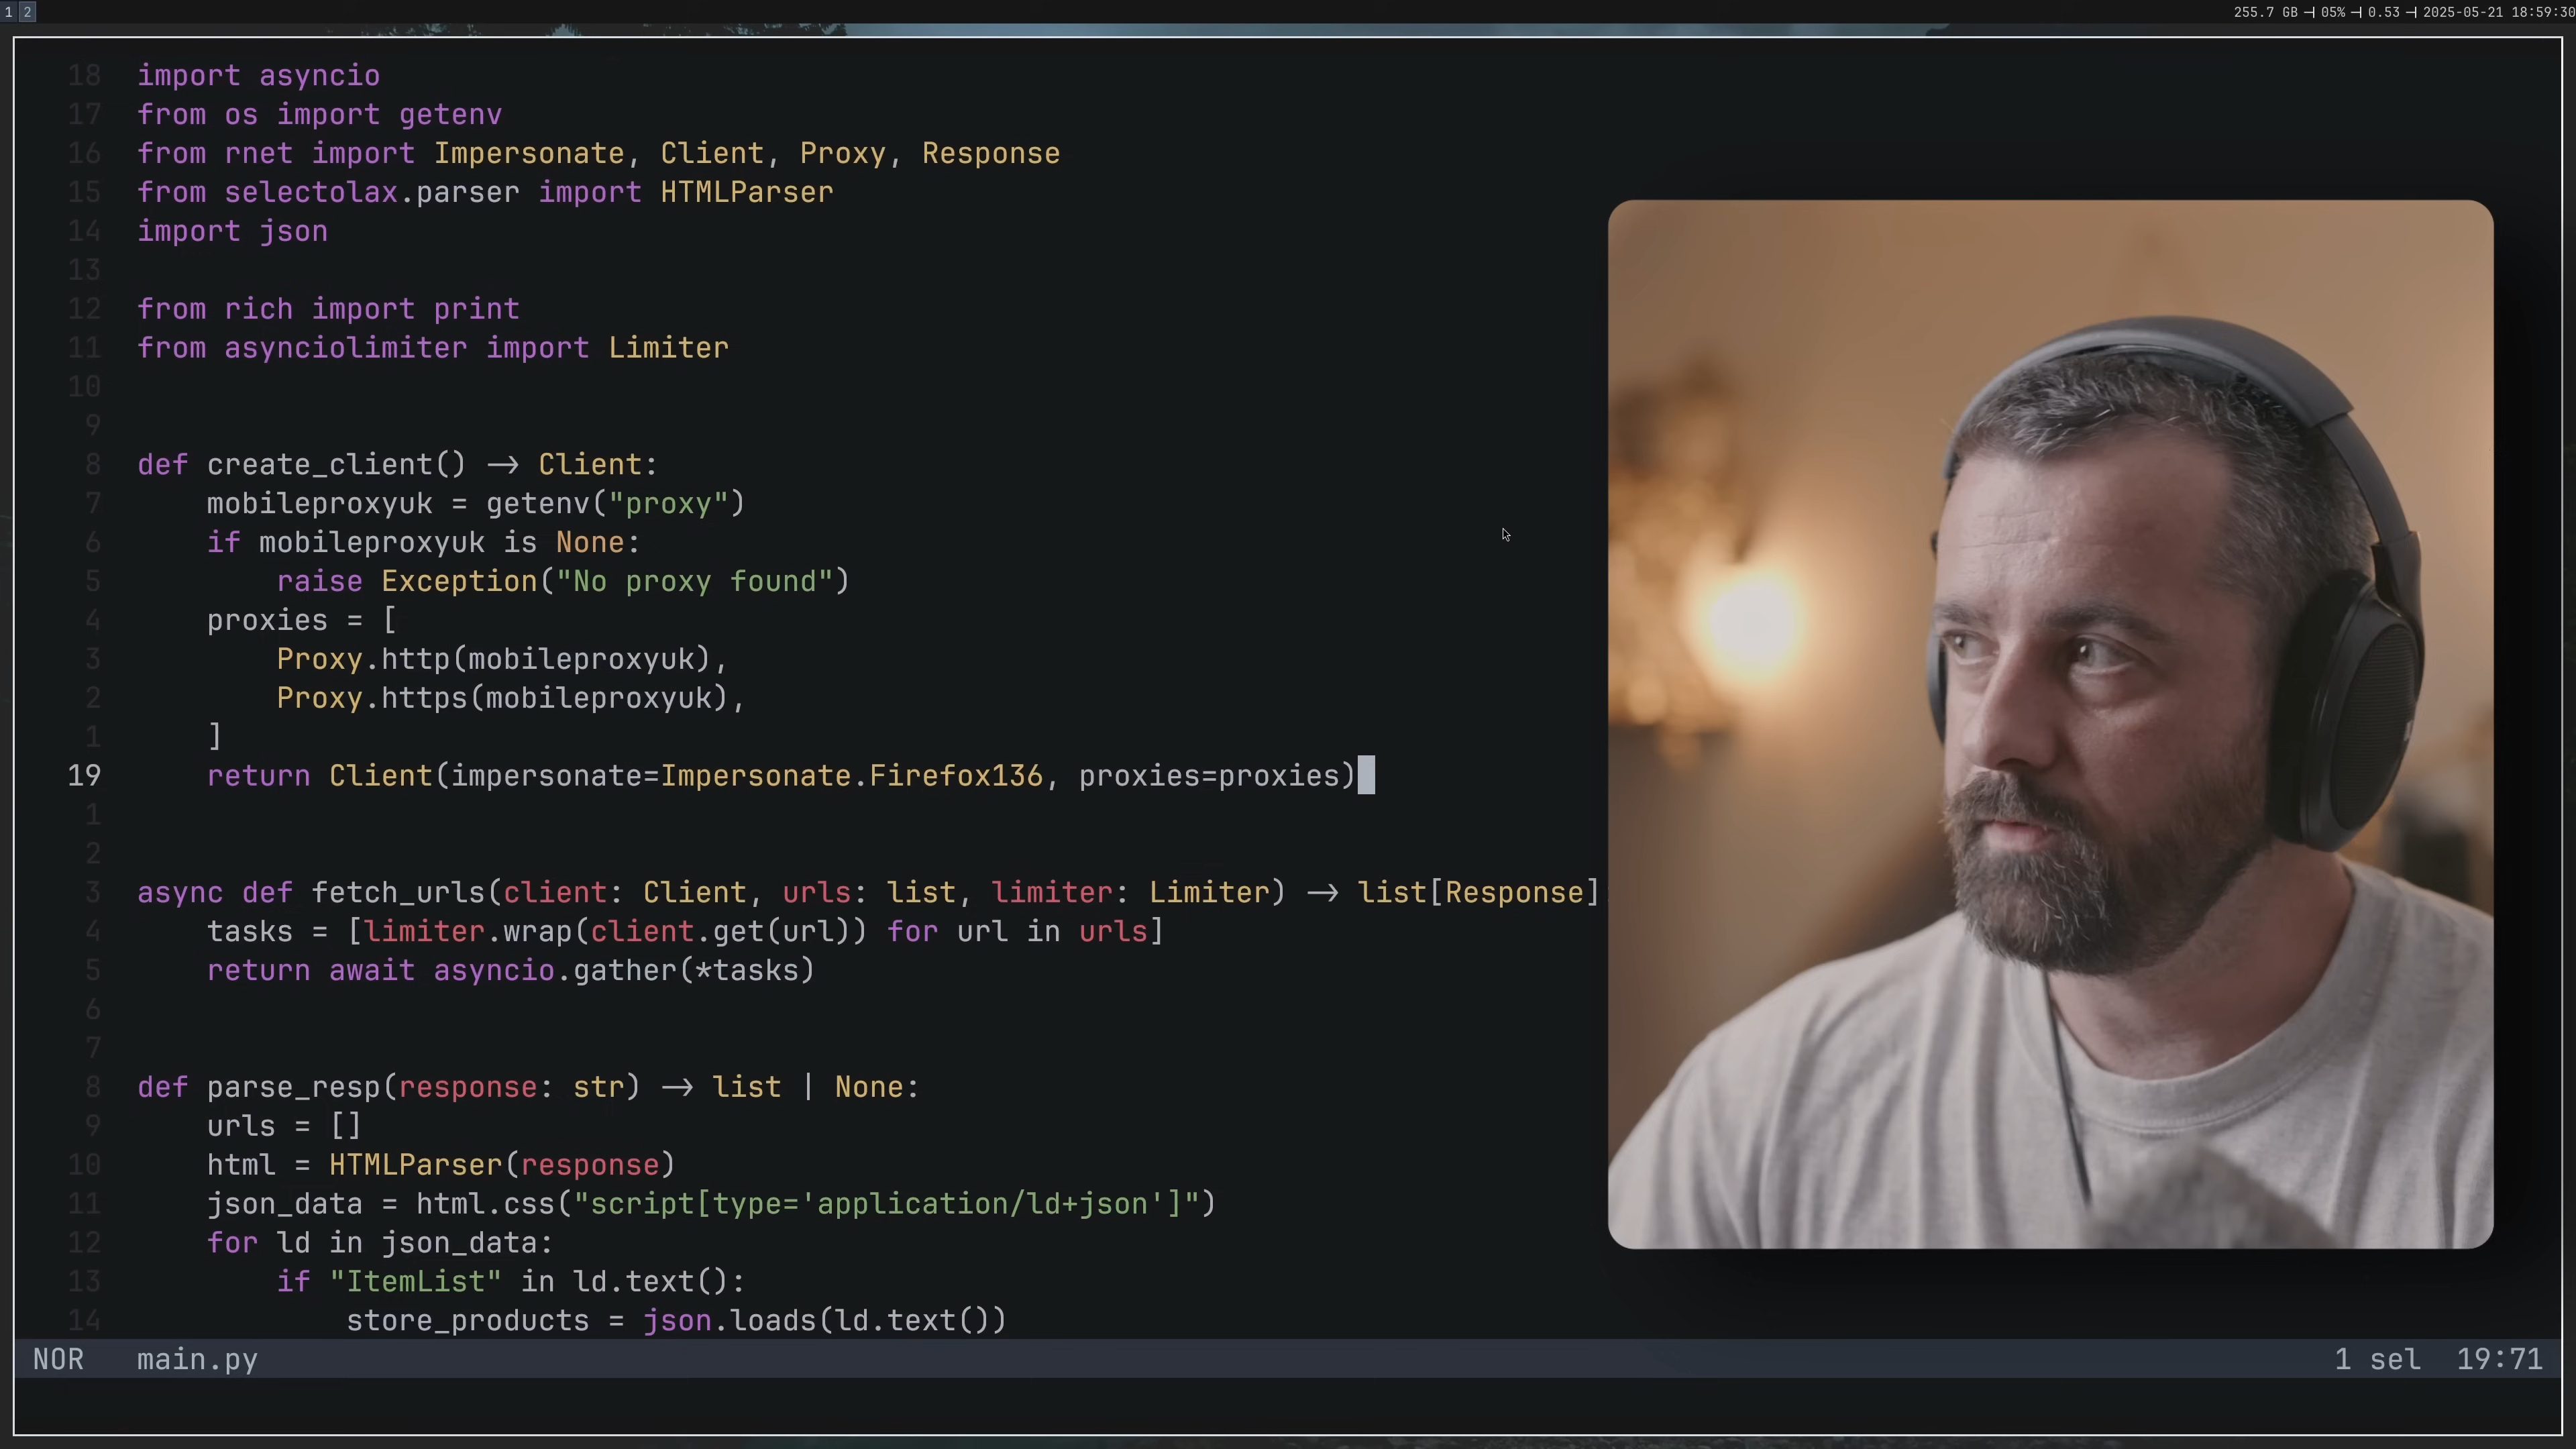 1 2
255.7 GB ⊣ 05% ⊣ 0.53 ⊣ 2025-05-21 18:59:30
18 import asyncio
17 from os import getenv
16 from rnet import Impersonate, Client, Proxy, Response
15 from selectolax.parser import HTMLParser
14 import json
13
12 from rich import print
11 from asynciolimiter import Limiter
10
9
8 def create_client() -> Client:
7     mobileproxyuk = getenv("proxy")
6     if mobileproxyuk is None:
5         raise Exception("No proxy found")
4     proxies = [
3         Proxy.http(mobileproxyuk),
2         Proxy.https(mobileproxyuk),
1     ]
19     return Client(impersonate=Impersonate.Firefox136, proxies=proxies)
1
2
3 async def fetch_urls(client: Client, urls: list, limiter: Limiter) -> list[Response]
4     tasks = [limiter.wrap(client.get(url)) for url in urls]
5     return await asyncio.gather(*tasks)
6
7
8 def parse_resp(response: str) -> list | None:
9     urls = []
10     html = HTMLParser(response)
11     json_data = html.css("script[type='application/ld+json']")
12     for ld in json_data:
13         if "ItemList" in ld.text():
14             store_products = json.loads(ld.text())
NOR main.py 1 sel 19:71